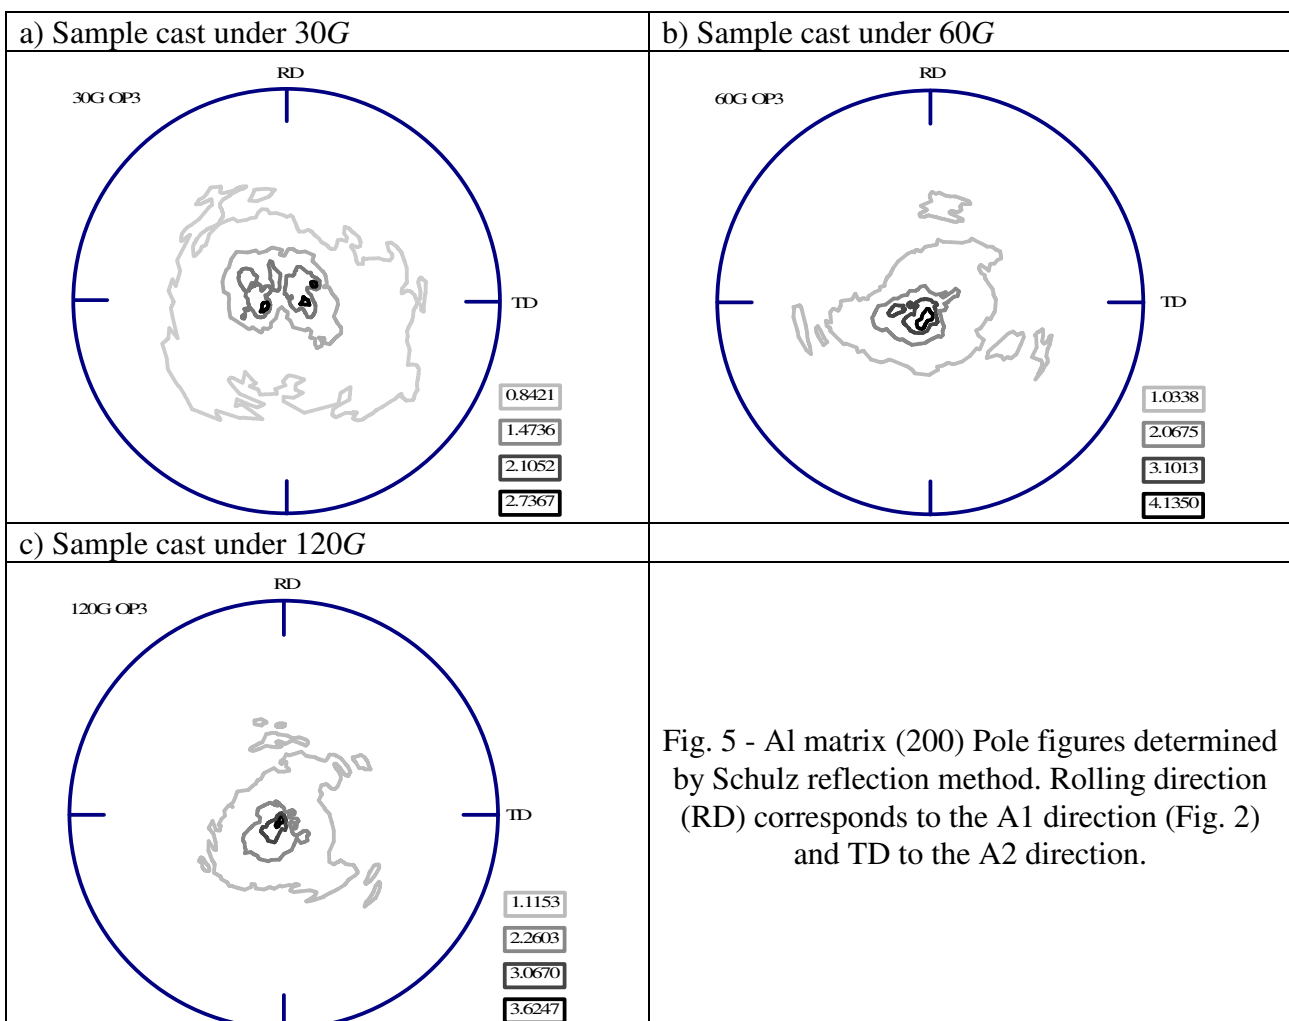 a) Sample cast under 30G
b) Sample cast under 60G
RD
30G OP3
TD
0.8421
1.4736
2.1052
2.7367
RD
60G OP3
TD
1.0338
2.0675
3.1013
4.1350
c) Sample cast under 120G
RD
120G OP3
TD
1.1153
2.2603
3.0670
3.6247
Fig. 5 - Al matrix (200) Pole figures determined
by Schulz reflection method. Rolling direction
(RD) corresponds to the A1 direction (Fig. 2)
and TD to the A2 direction.